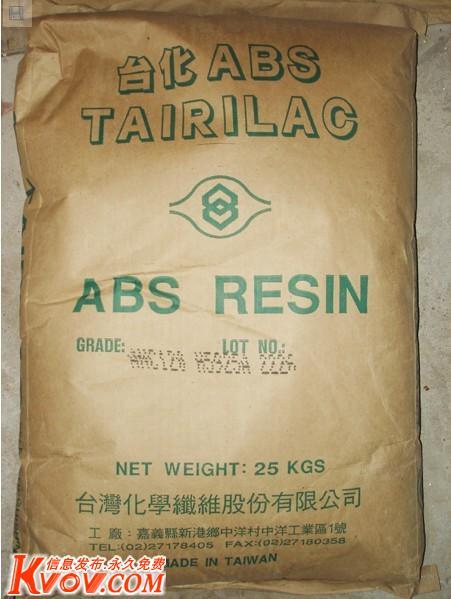 台化 ABS
TAIRILAC
ABS RESIN
GRADE: LOT NO.:
NET WEIGHT: 25 KGS
台灣化學纖維股份有限公司
工廠:嘉義縣新港鄉中洋村中洋工業區1號
TEL:(02)27178405 FAX:(02)27180358
MADE IN TAIWAN
信息发布.永久免费
Kvov.com